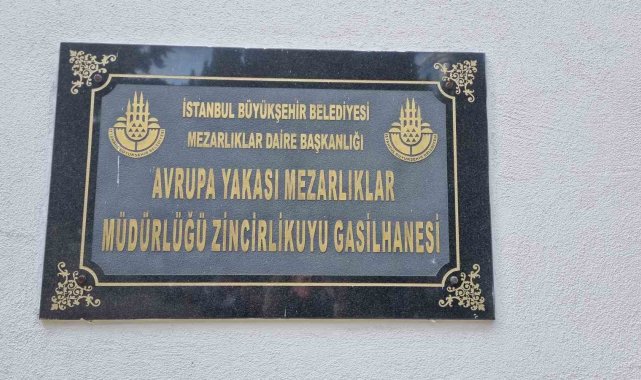 İSTANBUL BÜYÜKŞEHİR BELEDİYESİ
MEZARLIKLAR DAİRE BAŞKANLIĞI
AVRUPA YAKASI MEZARLIKLAR
MÜDÜRLÜĞÜ ZİNCİRLİKUYU GASİLHANESİ